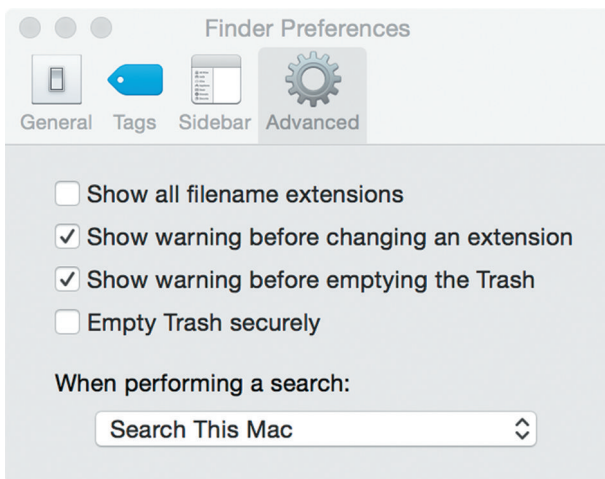 Finder Preferences
General Tags Sidebar Advanced
Show all filename extensions
Show warning before changing an extension
Show warning before emptying the Trash
Empty Trash securely
When performing a search:
Search This Mac